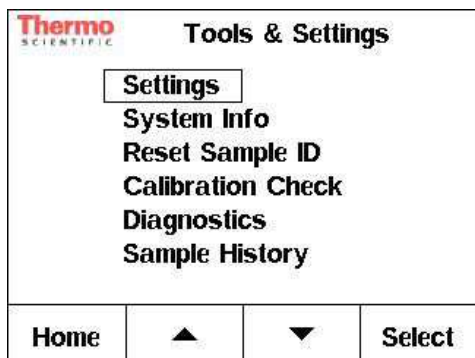 Thermo
SCIENTIFIC
Tools & Settings
Settings
System Info
Reset Sample ID
Calibration Check
Diagnostics
Sample History
Home ▲ ▼ Select